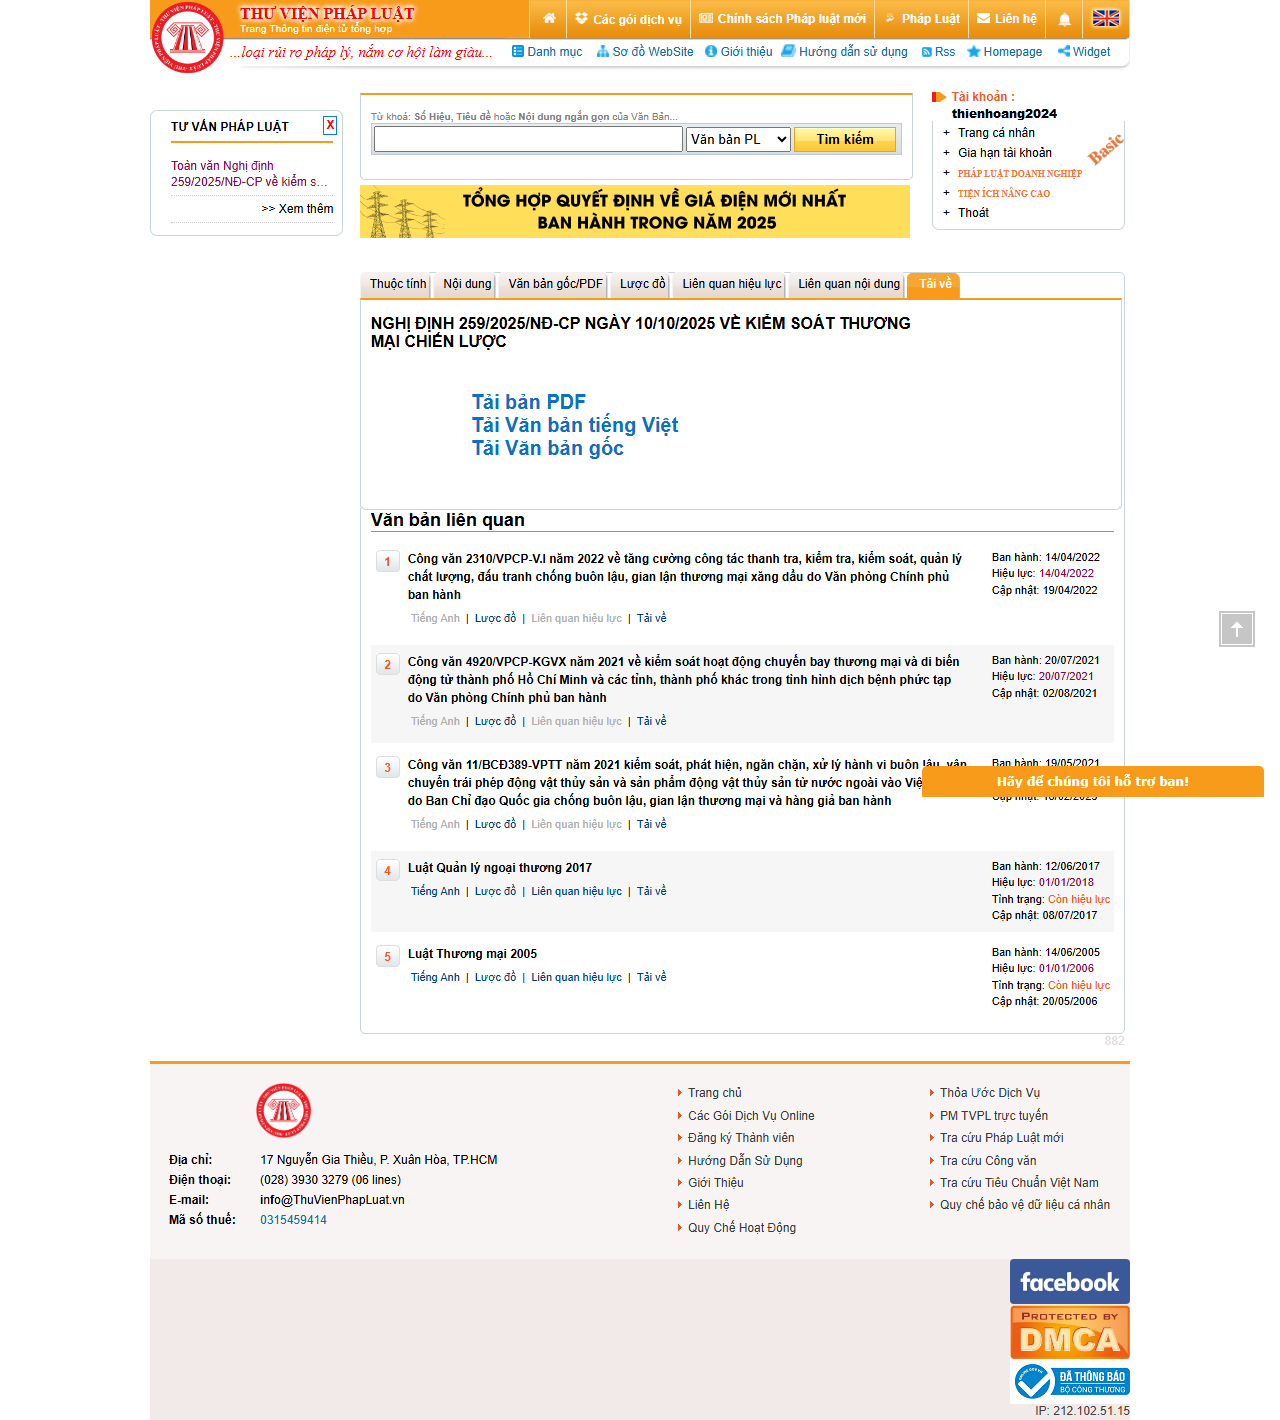 THƯ VIỆN PHÁP LUẬT
Trang Thông tin điện tử tổng hợp
Các gói dịch vụ
Chính sách Pháp luật mới
Pháp Luật
Liên hệ
...loại rủi ro pháp lý, nắm cơ hội làm giàu...
Danh mục
Sơ đồ WebSite
Giới thiệu
Hướng dẫn sử dụng
Rss
Homepage
Widget
TƯ VẤN PHÁP LUẬT
X
Toàn văn Nghị định
259/2025/NĐ-CP về kiểm s...
>> Xem thêm
Từ khoá: Số Hiệu, Tiêu đề hoặc Nội dung ngắn gọn của Văn Bản...
Văn bản PL
Tìm kiếm
TỔNG HỢP QUYẾT ĐỊNH VỀ GIÁ ĐIỆN MỚI NHẤT
BAN HÀNH TRONG NĂM 2025
Tài khoản :
thienhoang2024
+ Trang cá nhân
+ Gia hạn tài khoản
+ PHÁP LUẬT DOANH NGHIỆP
+ TIỆN ÍCH NÂNG CAO
+ Thoát
Basic
Thuộc tính
Nội dung
Văn bản gốc/PDF
Lược đồ
Liên quan hiệu lực
Liên quan nội dung
Tải về
NGHỊ ĐỊNH 259/2025/NĐ-CP NGÀY 10/10/2025 VỀ KIỂM SOÁT THƯƠNG
MẠI CHIẾN LƯỢC
Tải bản PDF
Tải Văn bản tiếng Việt
Tải Văn bản gốc
Văn bản liên quan
1
Công văn 2310/VPCP-V.I năm 2022 về tăng cường công tác thanh tra, kiểm tra, kiểm soát, quản lý
chất lượng, đấu tranh chống buôn lậu, gian lận thương mại xăng dầu do Văn phòng Chính phủ
ban hành
Tiếng Anh | Lược đồ | Liên quan hiệu lực | Tải về
Ban hành: 14/04/2022
Hiệu lực: 14/04/2022
Cập nhật: 19/04/2022
2
Công văn 4920/VPCP-KGVX năm 2021 về kiểm soát hoạt động chuyến bay thương mại và di biến
động từ thành phố Hồ Chí Minh và các tỉnh, thành phố khác trong tình hình dịch bệnh phức tạp
do Văn phòng Chính phủ ban hành
Tiếng Anh | Lược đồ | Liên quan hiệu lực | Tải về
Ban hành: 20/07/2021
Hiệu lực: 20/07/2021
Cập nhật: 02/08/2021
3
Công văn 11/BCĐ389-VPTT năm 2021 kiểm soát, phát hiện, ngăn chặn, xử lý hành vi buôn lậu, vận
chuyển trái phép động vật thủy sản và sản phẩm động vật thủy sản từ nước ngoài vào Việ
do Ban Chỉ đạo Quốc gia chống buôn lậu, gian lận thương mại và hàng giả ban hành
Tiếng Anh | Lược đồ | Liên quan hiệu lực | Tải về
Ban hành: 19/05/2021
Hãy để chúng tôi hỗ trợ bạn!
4
Luật Quản lý ngoại thương 2017
Tiếng Anh | Lược đồ | Liên quan hiệu lực | Tải về
Ban hành: 12/06/2017
Hiệu lực: 01/01/2018
Tình trạng: Còn hiệu lực
Cập nhật: 08/07/2017
5
Luật Thương mại 2005
Tiếng Anh | Lược đồ | Liên quan hiệu lực | Tải về
Ban hành: 14/06/2005
Hiệu lực: 01/01/2006
Tình trạng: Còn hiệu lực
Cập nhật: 20/05/2006
882
Địa chỉ: 17 Nguyễn Gia Thiều, P. Xuân Hòa, TP.HCM
Điện thoại: (028) 3930 3279 (06 lines)
E-mail: info@ThuVienPhapLuat.vn
Mã số thuế: 0315459414
Trang chủ
Các Gói Dịch Vụ Online
Đăng ký Thành viên
Hướng Dẫn Sử Dụng
Giới Thiệu
Liên Hệ
Quy Chế Hoạt Động
Thỏa Ước Dịch Vụ
PM TVPL trực tuyến
Tra cứu Pháp Luật mới
Tra cứu Công văn
Tra cứu Tiêu Chuẩn Việt Nam
Quy chế bảo vệ dữ liệu cá nhân
facebook
PROTECTED BY
DMCA
ĐÃ THÔNG BÁO
BỘ CÔNG THƯƠNG
IP: 212.102.51.15